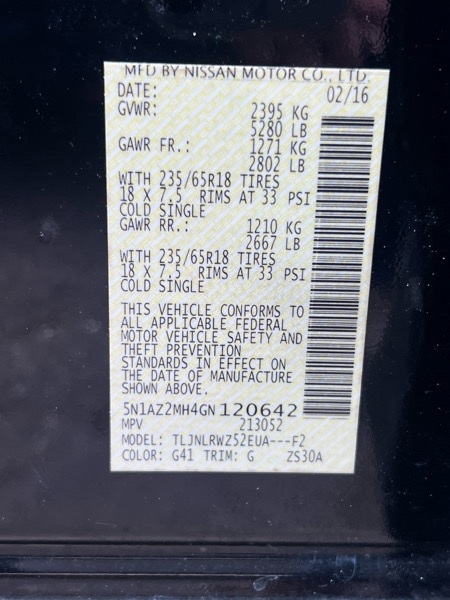 MFD BY NISSAN MOTOR CO., LTD.
DATE: 02/16
GVWR: 2395 KG
5280 LB
GAWR FR.: 1271 KG
2802 LB
WITH 235/65R18 TIRES
18 X 7.5 RIMS AT 33 PSI
COLD SINGLE
GAWR RR.: 1210 KG
2667 LB
WITH 235/65R18 TIRES
18 X 7.5 RIMS AT 33 PSI
COLD SINGLE
THIS VEHICLE CONFORMS TO
ALL APPLICABLE FEDERAL
MOTOR VEHICLE SAFETY AND
THEFT PREVENTION
STANDARDS IN EFFECT ON
THE DATE OF MANUFACTURE
SHOWN ABOVE.
5N1AZ2MH4GN120642
MPV 213052
MODEL: TLJNLRWZ52EUA---F2
COLOR: G41 TRIM: G ZS30A